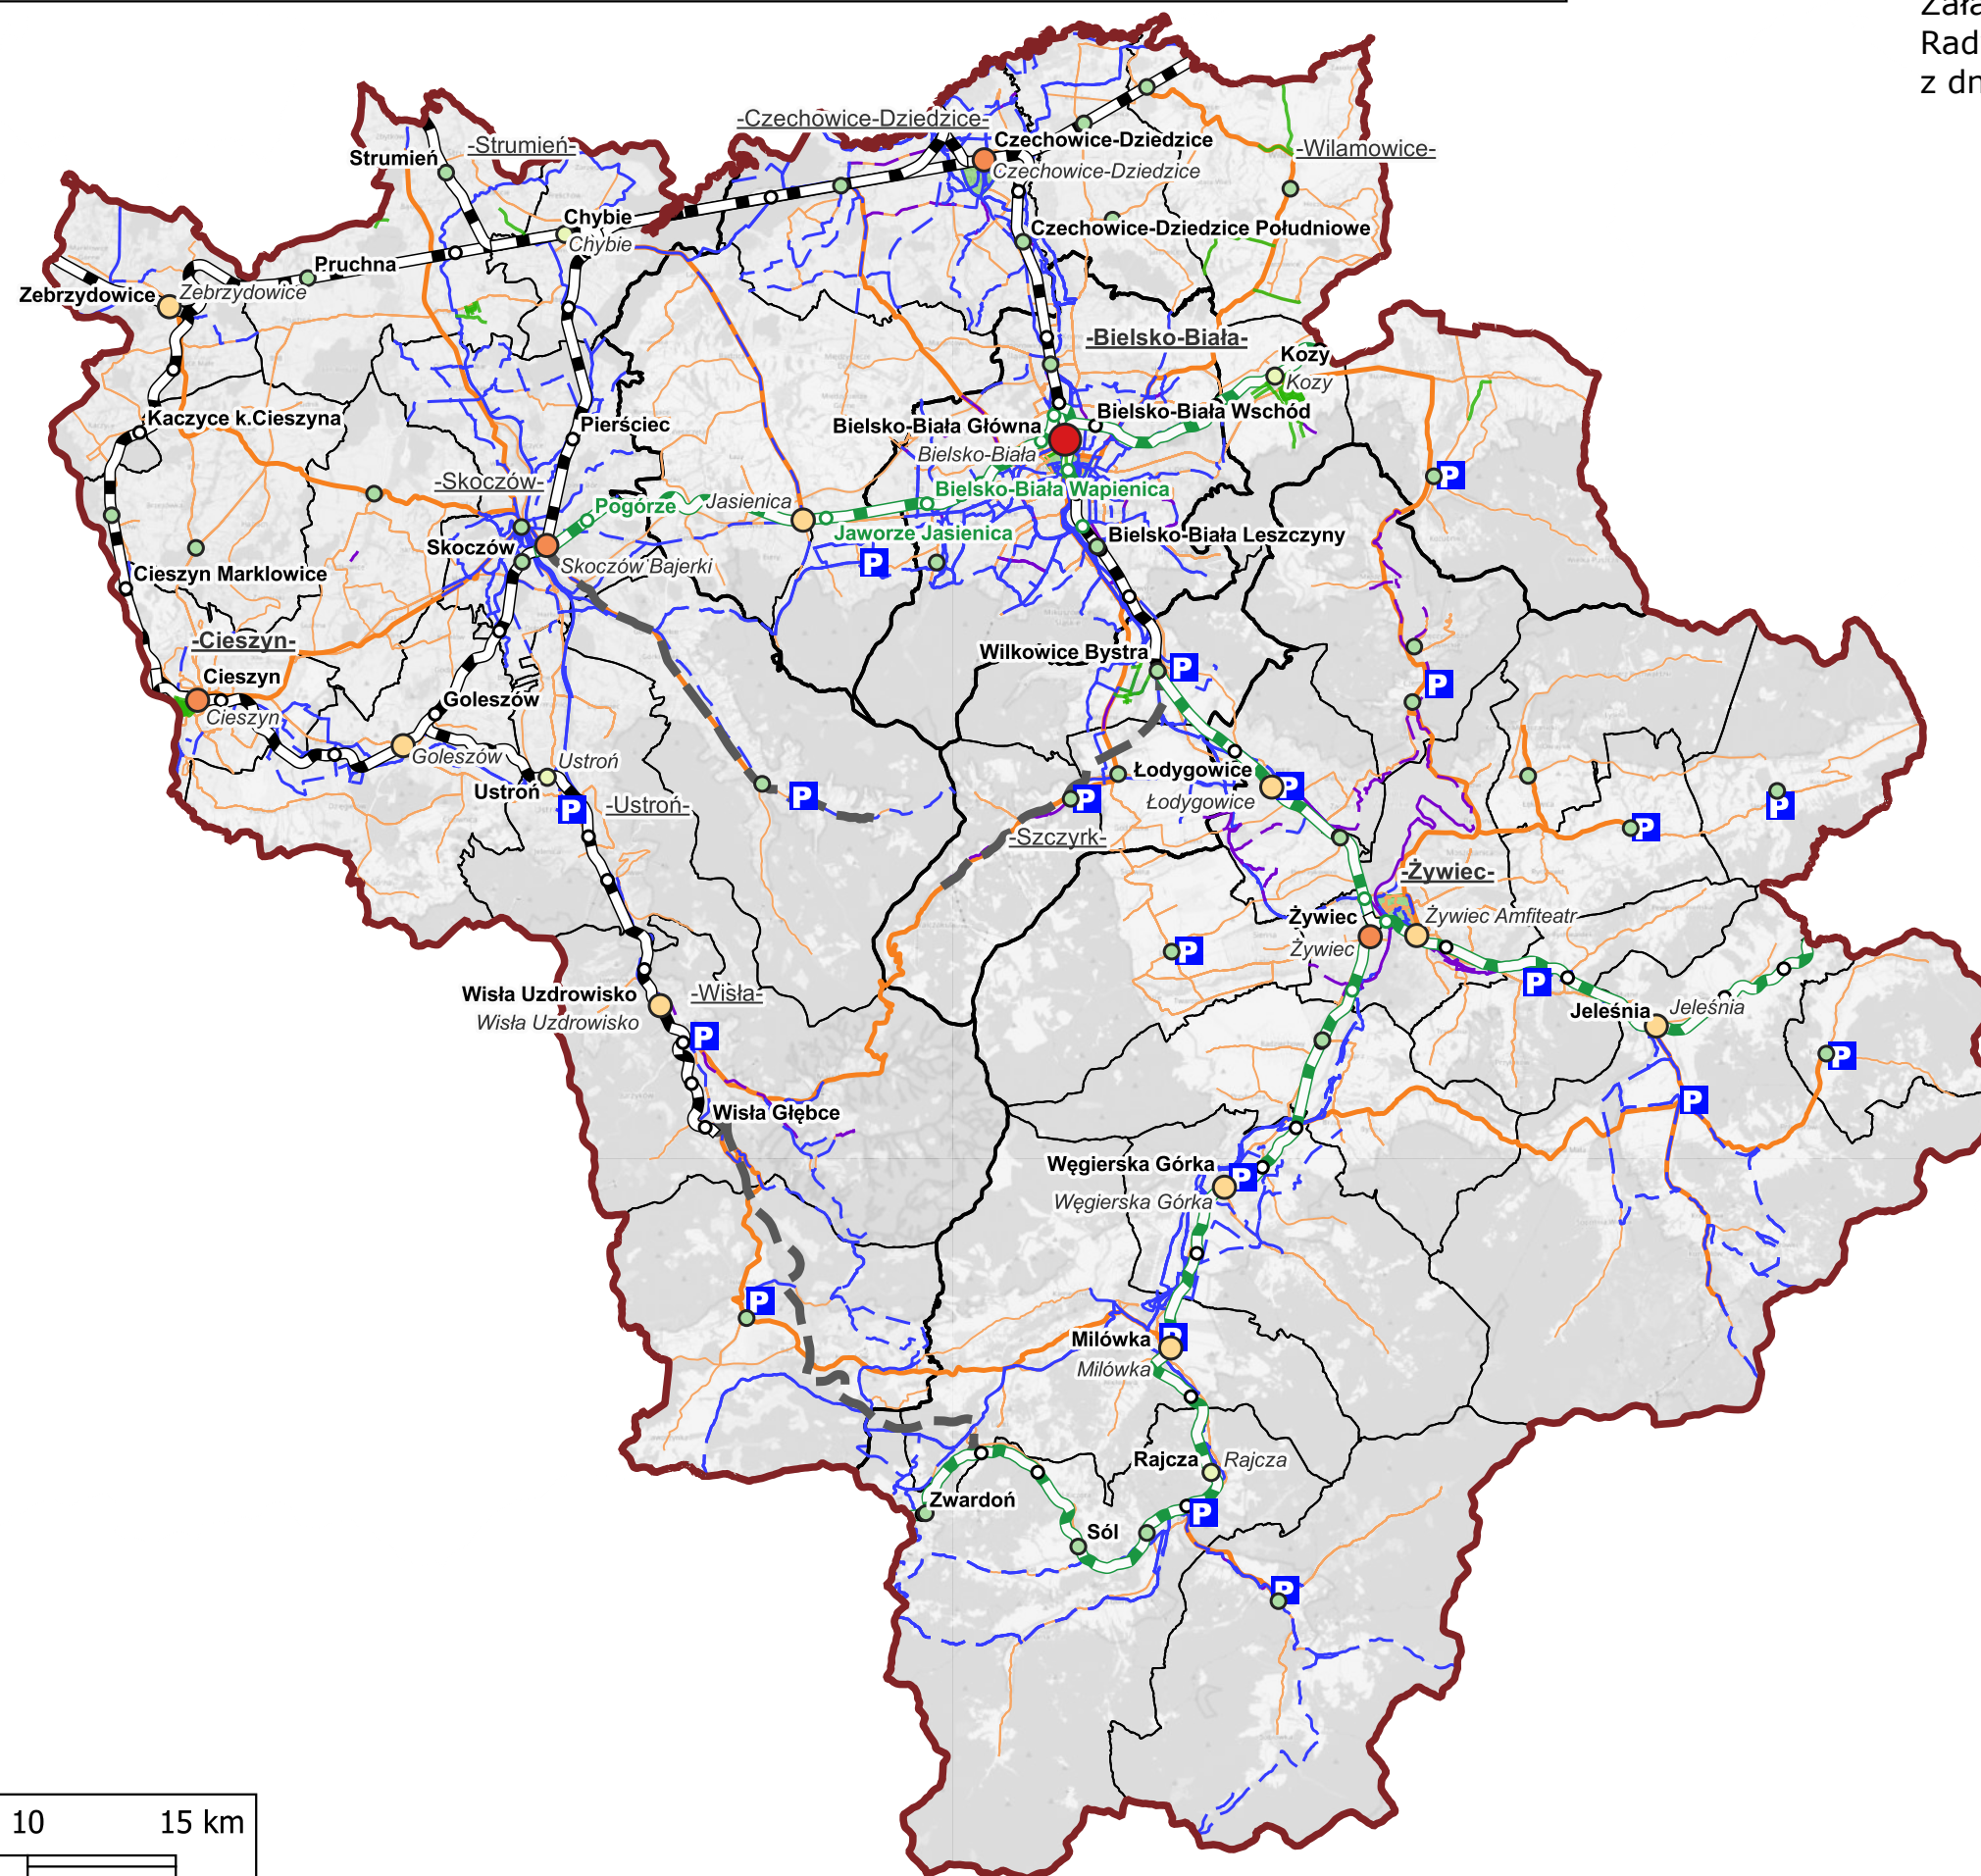 Rad
z dn
-Czechowice-Dziedzice-
Czechowice-Dziedzice
Czechowice-Dziedzice
-Strumień-
Strumień
-Wilamowice-
Chybie
Chybie
Czechowice-Dziedzice Południowe
Pruchna
Zebrzydowice
Zebrzydowice
-Bielsko-Biała-
Kozy
Kozy
Kaczyce k.Cieszyna
Pierściec
Bielsko-Biała Wschód
Bielsko-Biała Główna
Bielsko-Biała
P
-Skoczów-
Pogórze
Jasienica
Bielsko-Biała Wapienica
Jaworze Jasienica
Bielsko-Biała Leszczyny
Skoczów
Skoczów Bajerki
P
Cieszyn Marklowice
-Cieszyn-
Wilkowice Bystra
P
P
Cieszyn
Cieszyn
Goleszów
Goleszów
Ustroń
Ustroń
P
-Ustroń-
P
Łodygowice
Łodygowice
P
P
-Szczyrk-
P
P
-Żywiec-
Żywiec
Żywiec
Żywiec Amfiteatr
P
P
Wisła Uzdrowisko
Wisła Uzdrowisko
-Wisła-
P
Jeleśnia
Jeleśnia
P
P
Wisła Głębce
Węgierska Górka
Węgierska Górka
P
P
Milówka
Milówka
P
Rajcza
Rajcza
Zwardoń
Sól
P
P
10 15 km